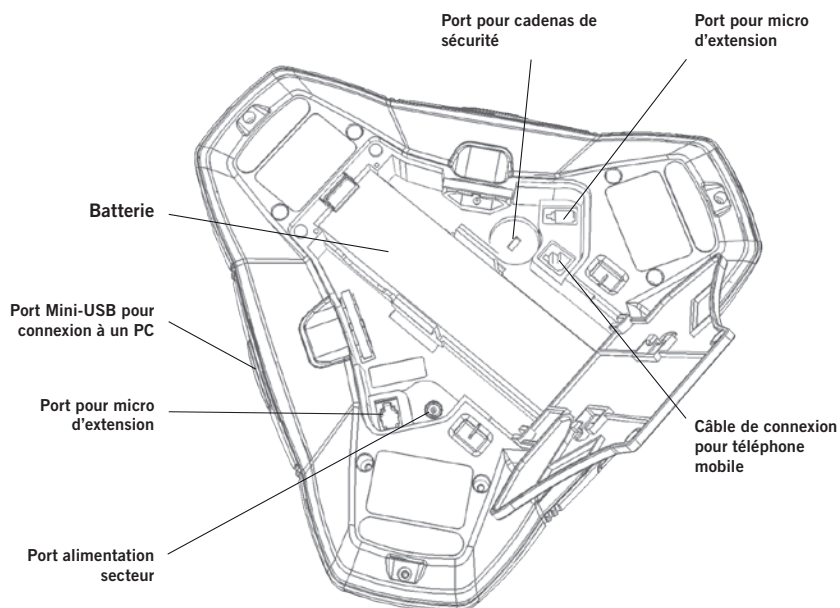 Port pour cadenas de
sécurité
Port pour micro
d'extension
Batterie
Port Mini-USB pour
connexion à un PC
Port pour micro
d'extension
Câble de connexion
pour téléphone
mobile
Port alimentation
secteur